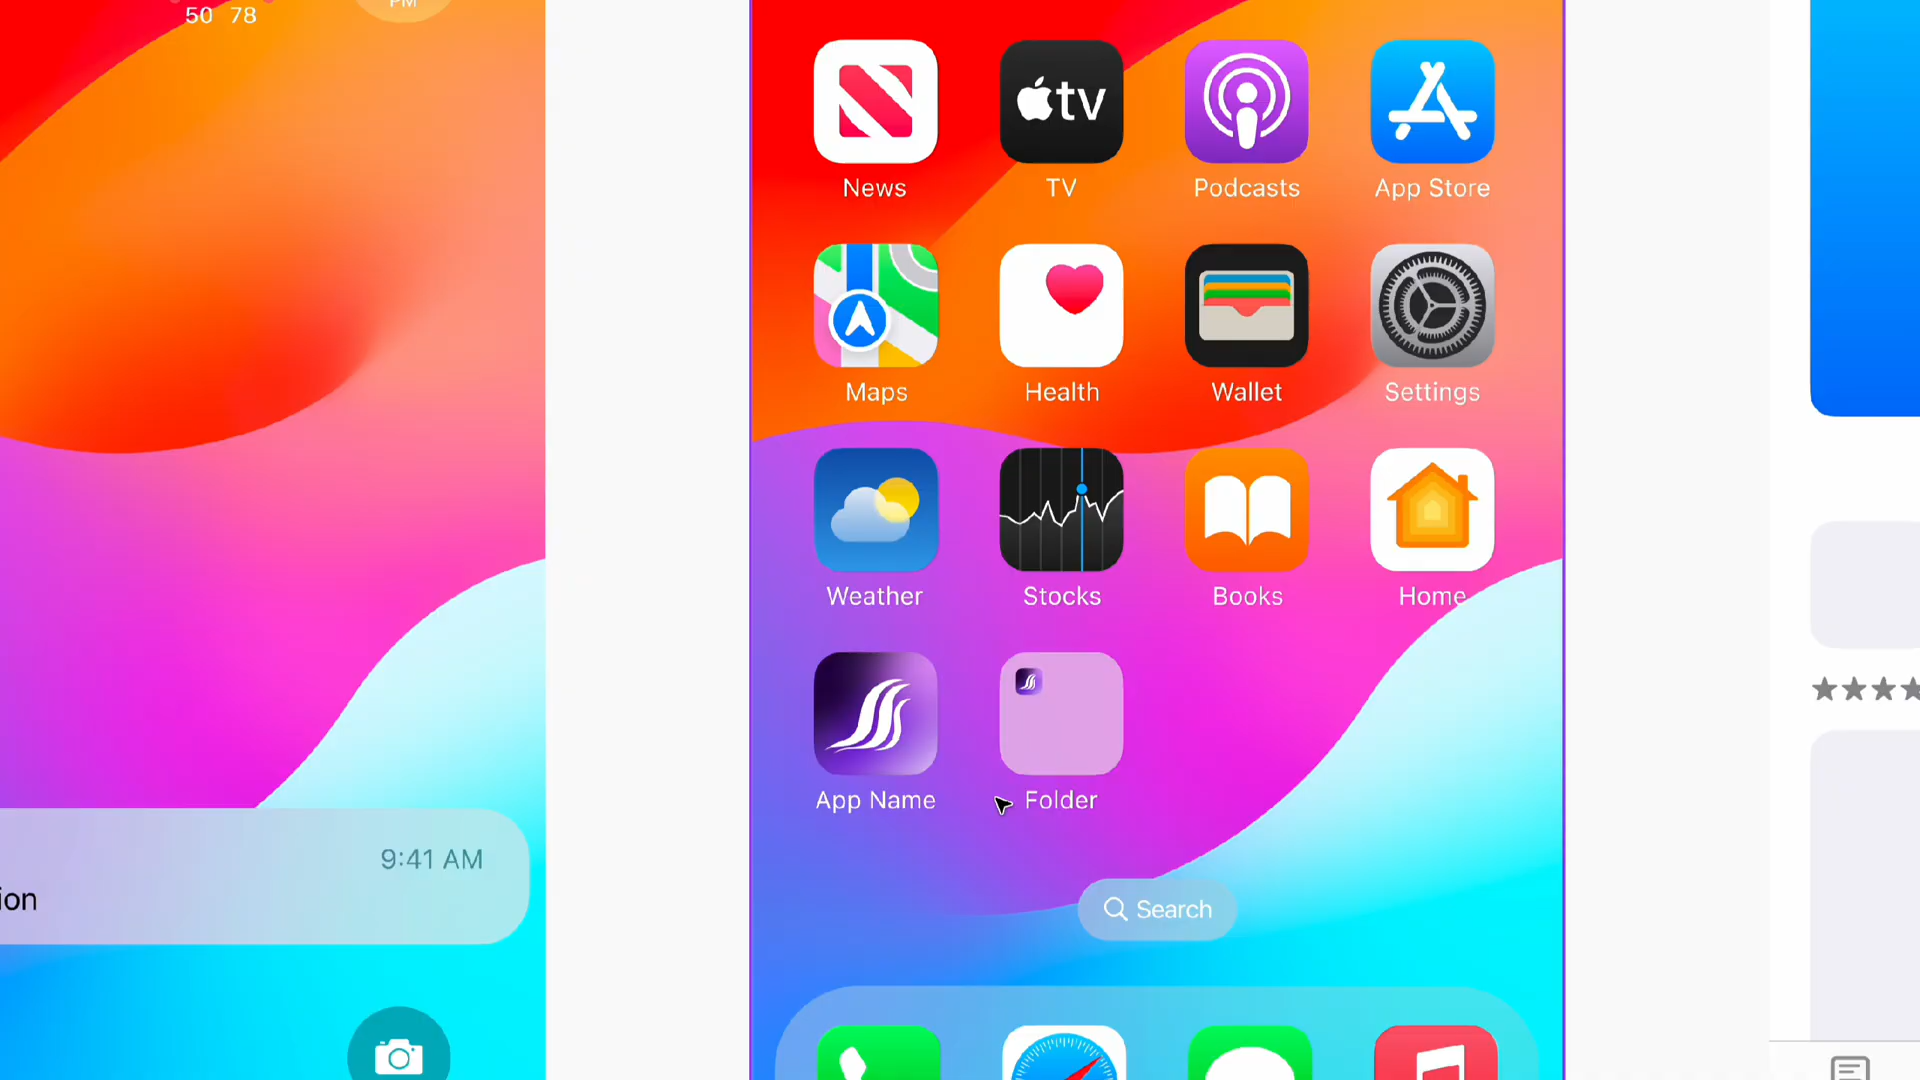 50 78
PM
9:41 AM
ion
tv
News TV Podcasts App Store
Maps Health Wallet Settings
Weather Stocks Books Home
App Name Folder
Search